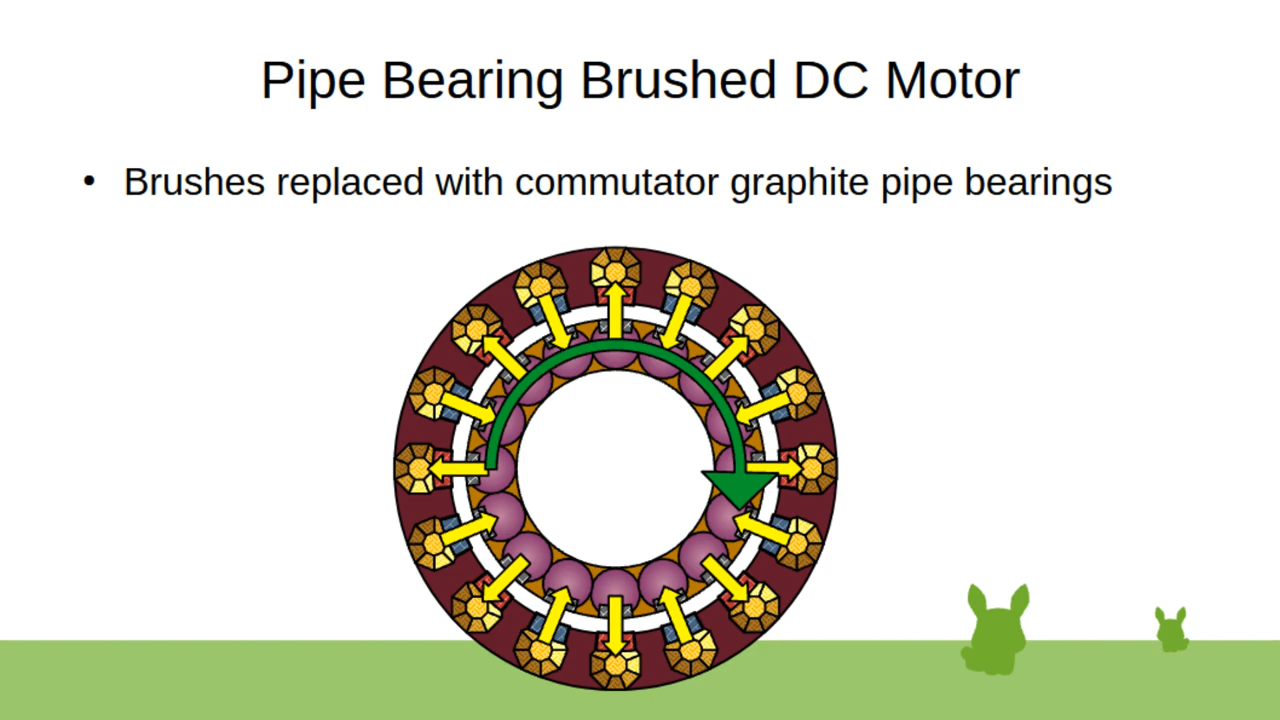 Pipe Bearing Brushed DC Motor
• Brushes replaced with commutator graphite pipe bearings